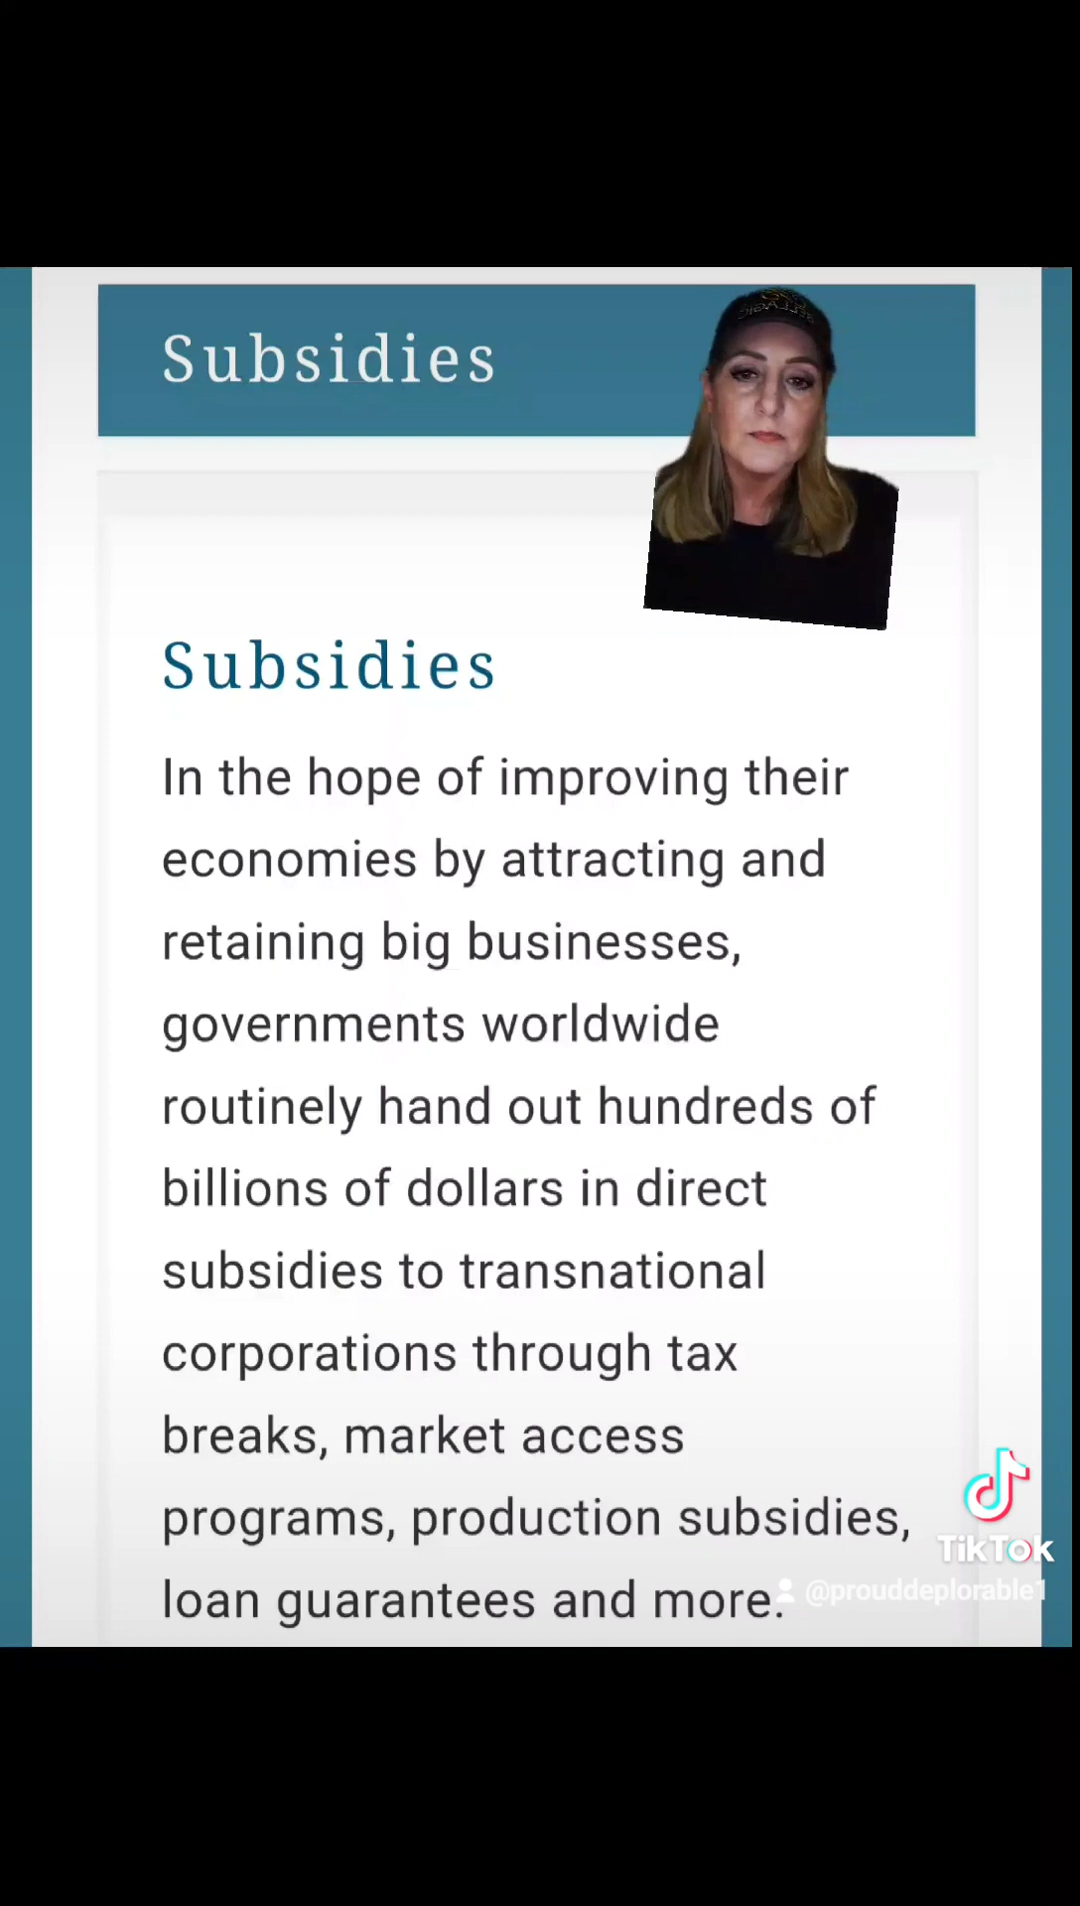 Subsidies
Subsidies
In the hope of improving their
economies by attracting and
retaining big businesses,
governments worldwide
routinely hand out hundreds of
billions of dollars in direct
subsidies to transnational
corporations through tax
breaks, market access
programs, production subsidies,
loan guarantees and more.
TikTok
@prouddeplorable1